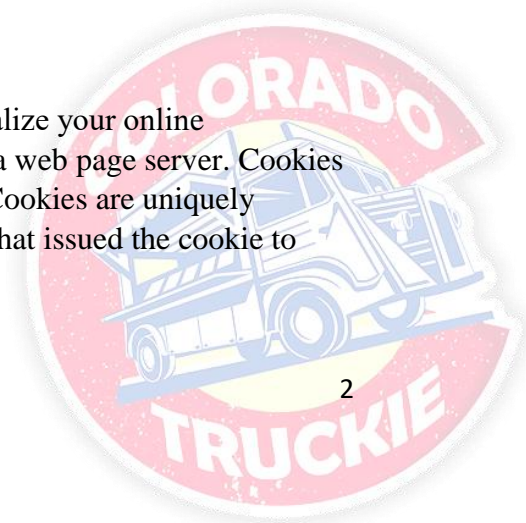 alize your online
a web page server. Cookies
Cookies are uniquely
hat issued the cookie to
2
COLORADO
TRUCKIE